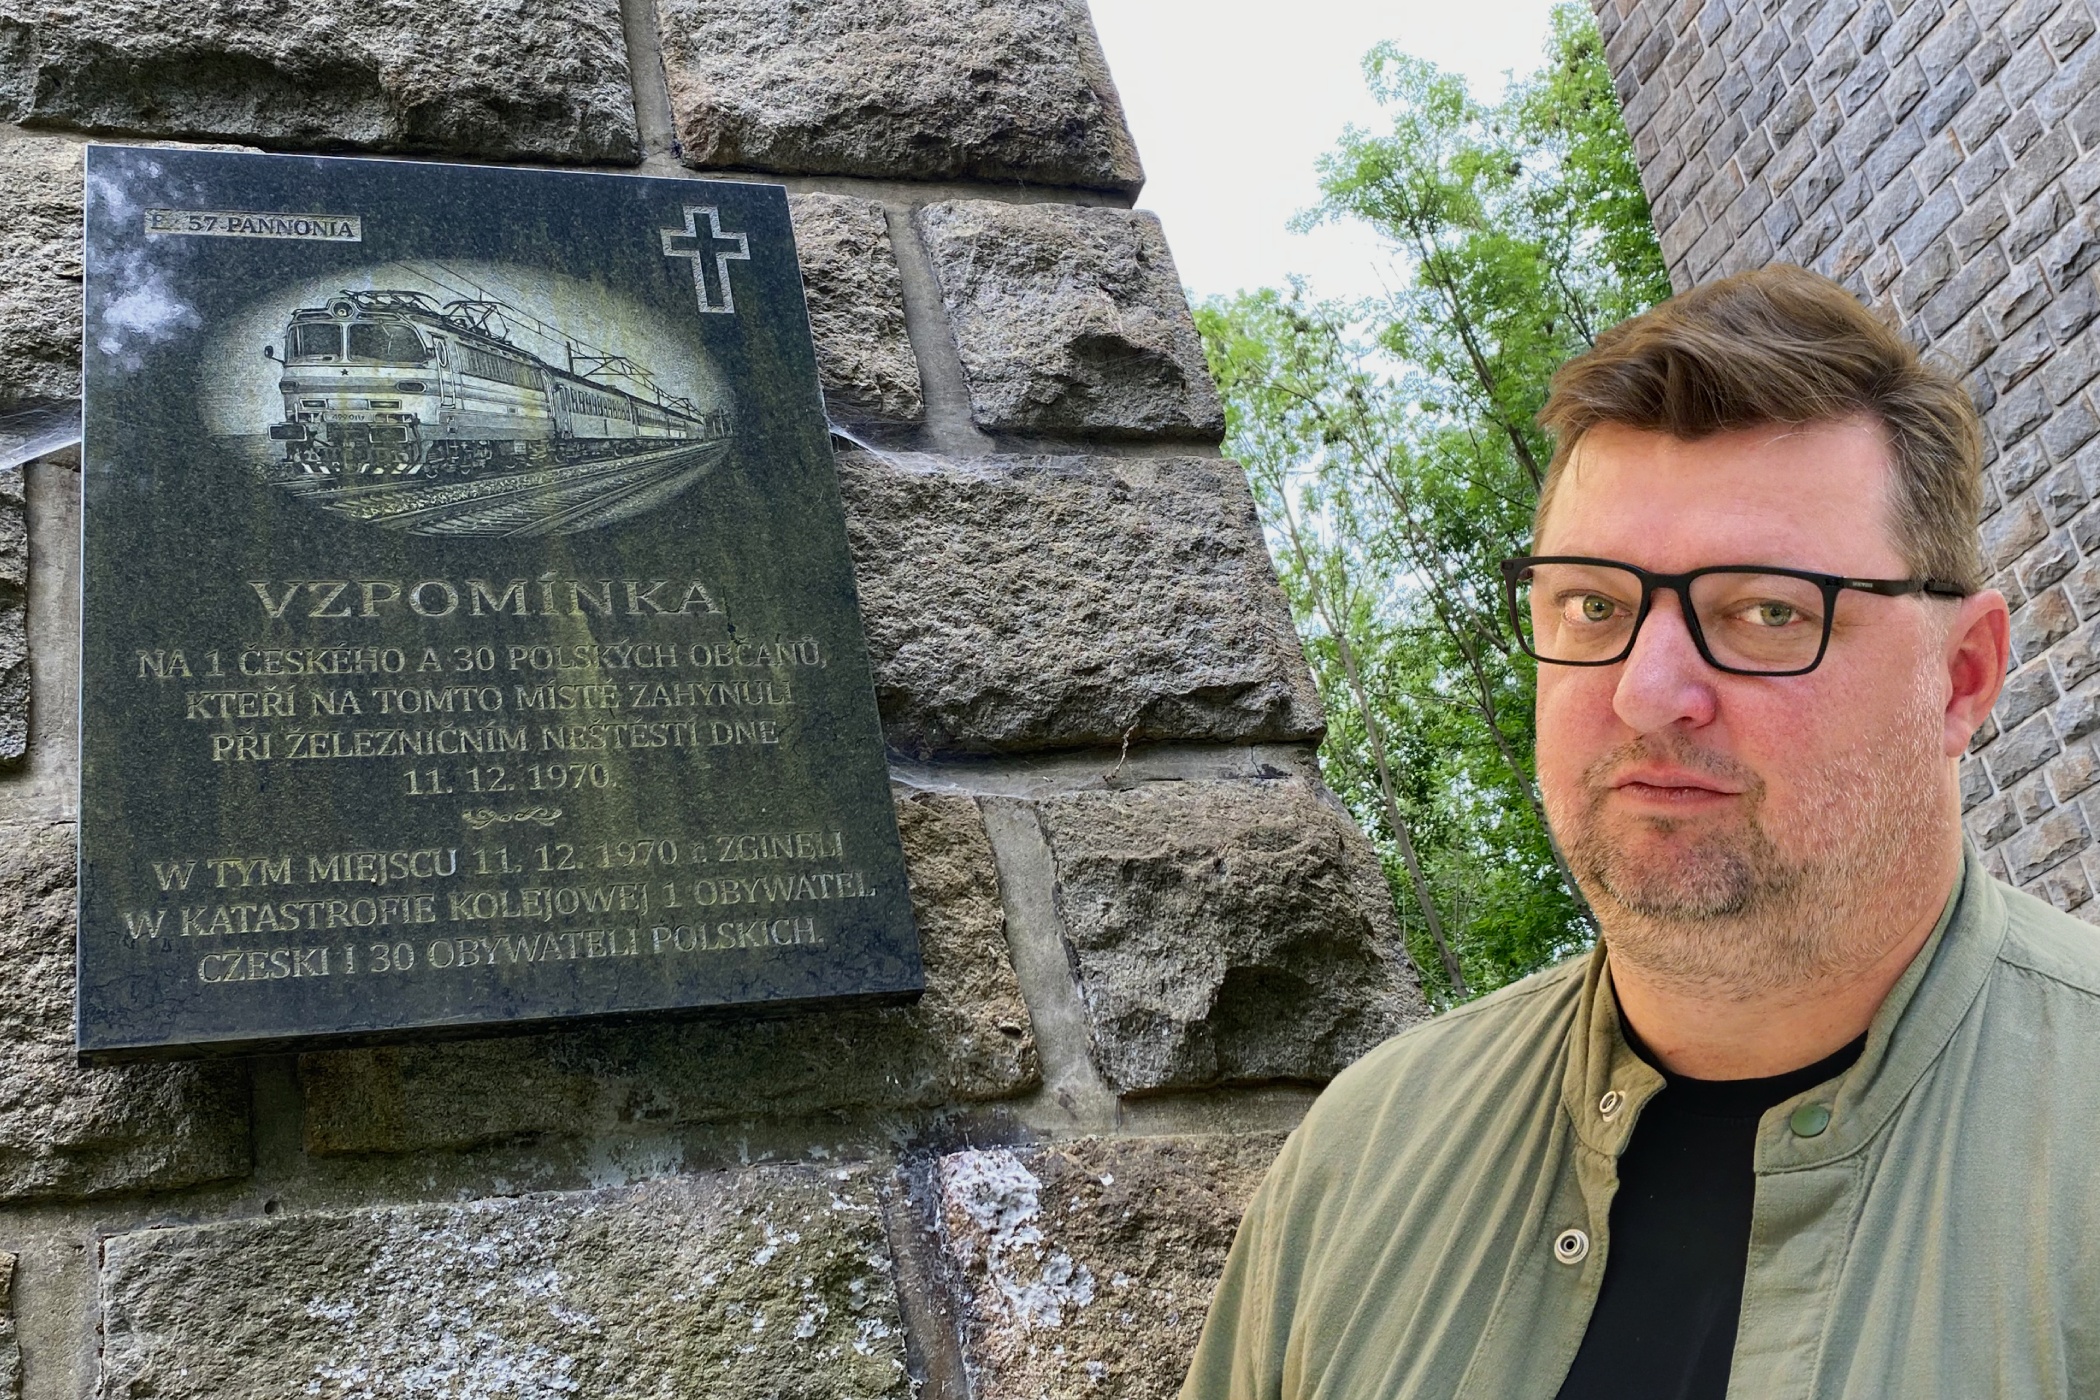 57 PANNONIA
VZPOMÍNKA
NA 1 ČESKÉHO A 30 POLSKÝCH OBČANŮ,
KTEŘÍ NA TOMTO MÍSTĚ ZAHYNULI
PŘI ŽELEZNIČNÍM NEŠTĚSTÍ DNE
11. 12. 1970.
W TYM MIEJSCU 11. 12. 1970 r. ZGINELI
W KATASTROFIE KOLEJOWEJ 1 OBYWATEL
CZESKI I 30 OBYWATELI POLSKICH.